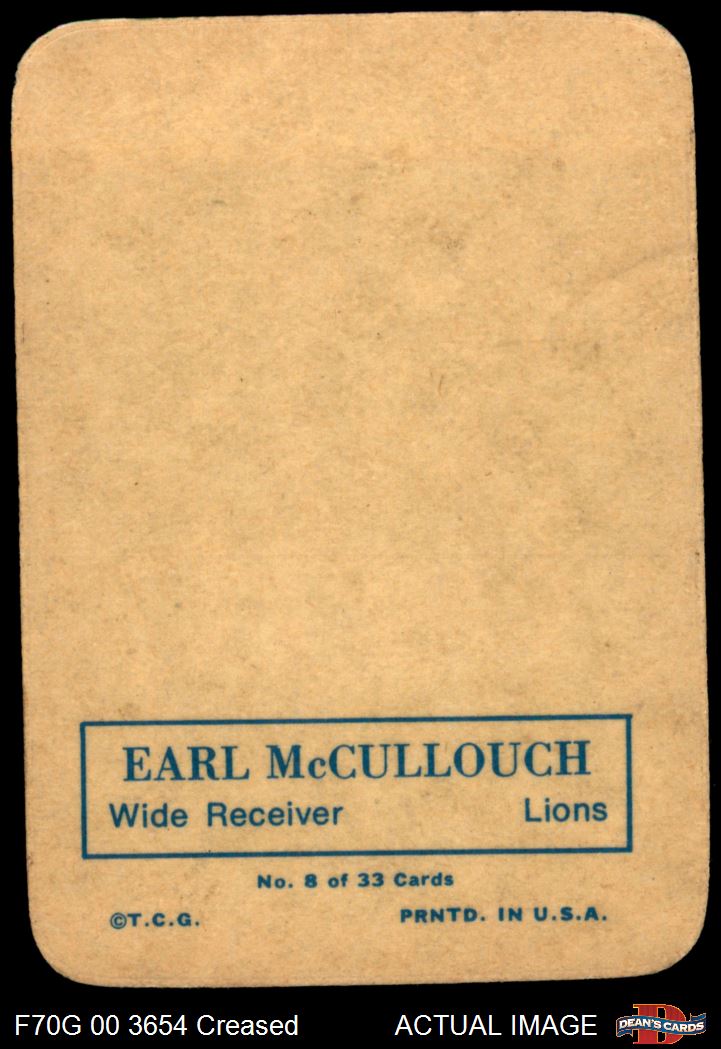 EARL McCULLOUCH
Wide Receiver Lions
No. 8 of 33 Cards
©T.C.G. PRNTD. IN U.S.A.
F70G 00 3654 Creased ACTUAL IMAGE DEAN'S CARDS